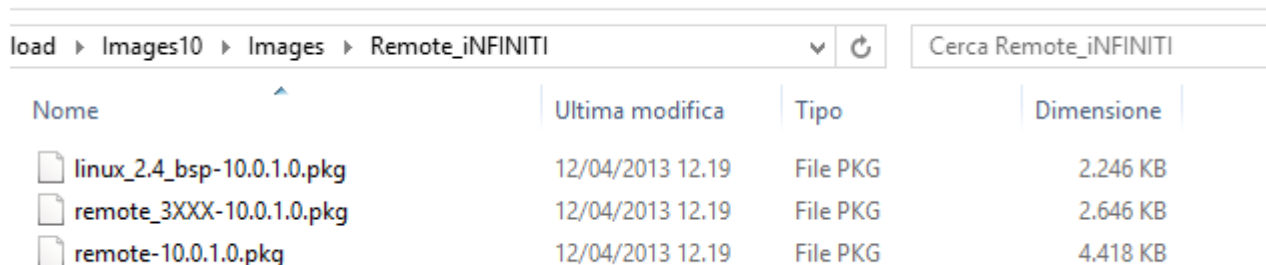 load ▸ Images10 ▸ Images ▸ Remote_iNFINITI Cerca Remote_iNFINITI
Nome Ultima modifica Tipo Dimensione
linux_2.4_bsp-10.0.1.0.pkg 12/04/2013 12.19 File PKG 2.246 KB
remote_3XXX-10.0.1.0.pkg 12/04/2013 12.19 File PKG 2.646 KB
remote-10.0.1.0.pkg 12/04/2013 12.19 File PKG 4.418 KB